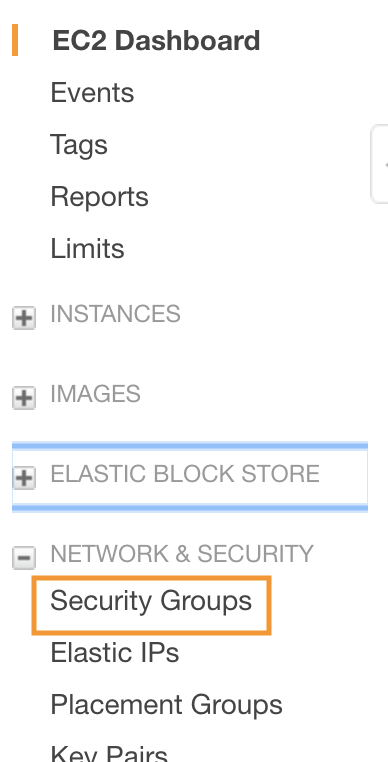 EC2 Dashboard
Events
Tags
Reports
Limits
INSTANCES
IMAGES
ELASTIC BLOCK STORE
NETWORK & SECURITY
Security Groups
Elastic IPs
Placement Groups
Key Pairs